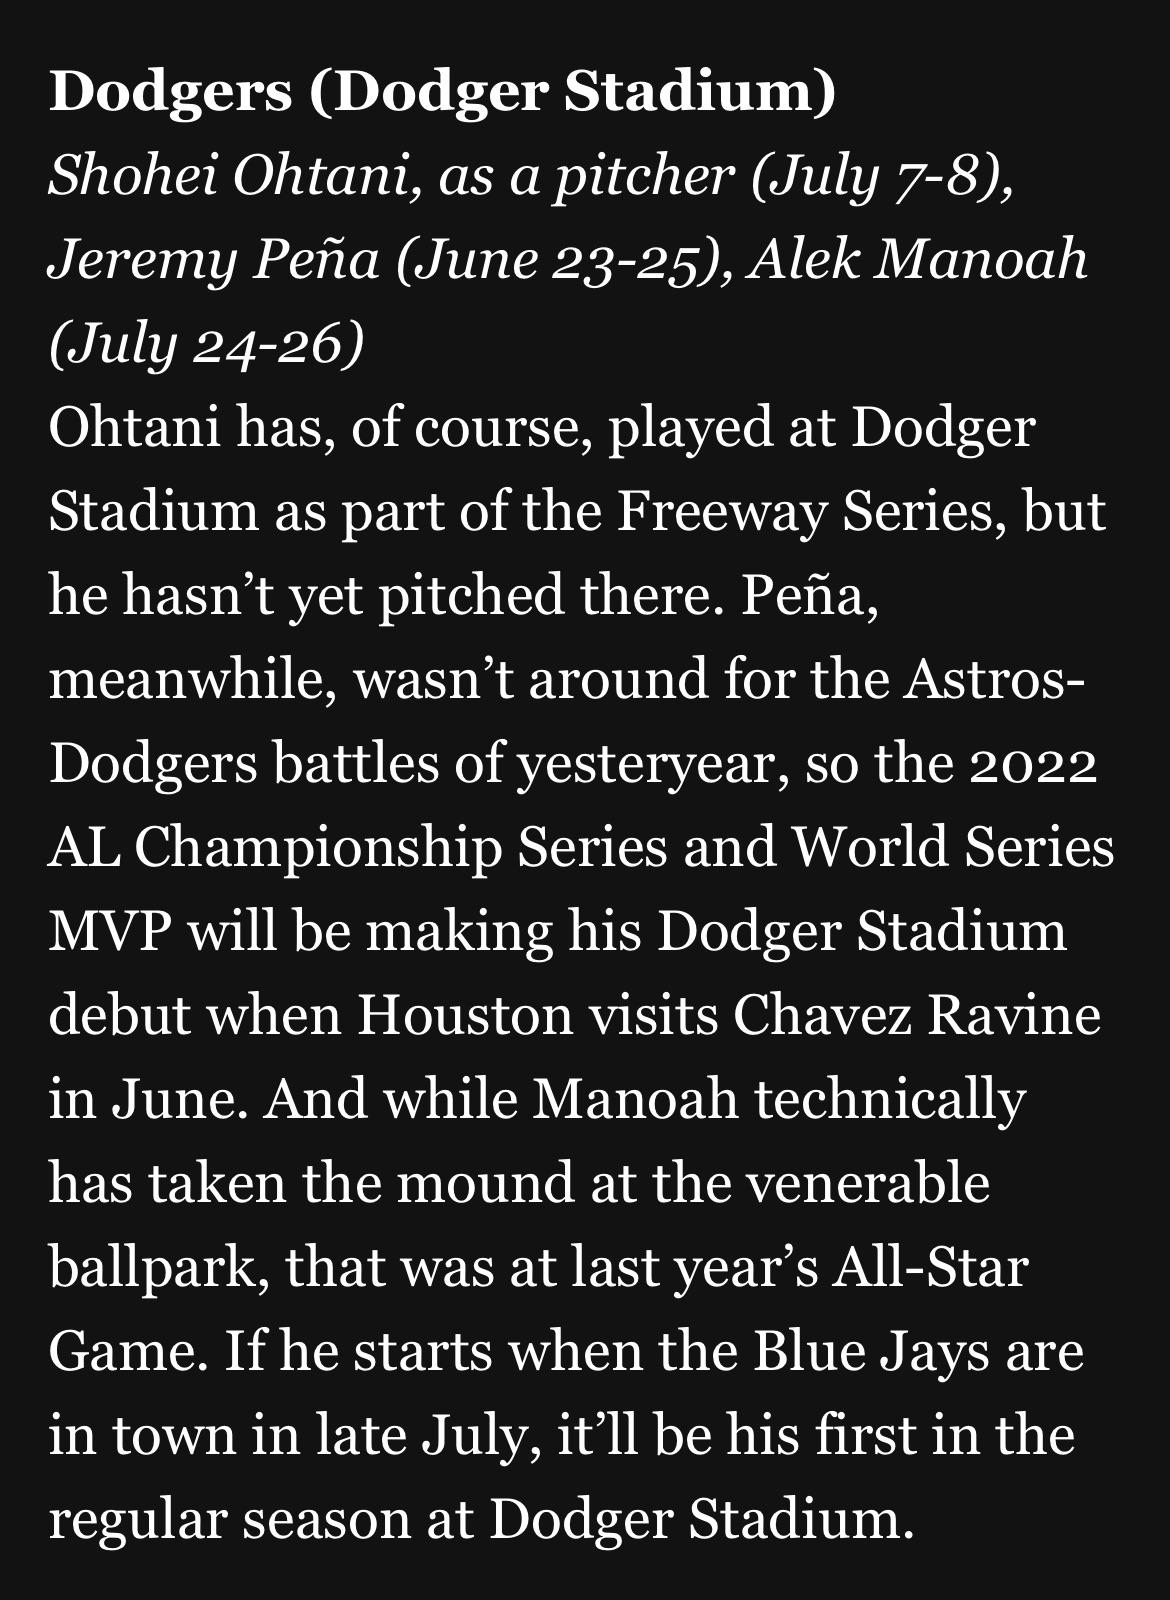 Dodgers (Dodger Stadium)
Shohei Ohtani, as a pitcher (July 7-8),
Jeremy Peña (June 23-25), Alek Manoah
(July 24-26)
Ohtani has, of course, played at Dodger
Stadium as part of the Freeway Series, but
he hasn’t yet pitched there. Peña,
meanwhile, wasn’t around for the Astros-
Dodgers battles of yesteryear, so the 2022
AL Championship Series and World Series
MVP will be making his Dodger Stadium
debut when Houston visits Chavez Ravine
in June. And while Manoah technically
has taken the mound at the venerable
ballpark, that was at last year’s All-Star
Game. If he starts when the Blue Jays are
in town in late July, it’ll be his first in the
regular season at Dodger Stadium.